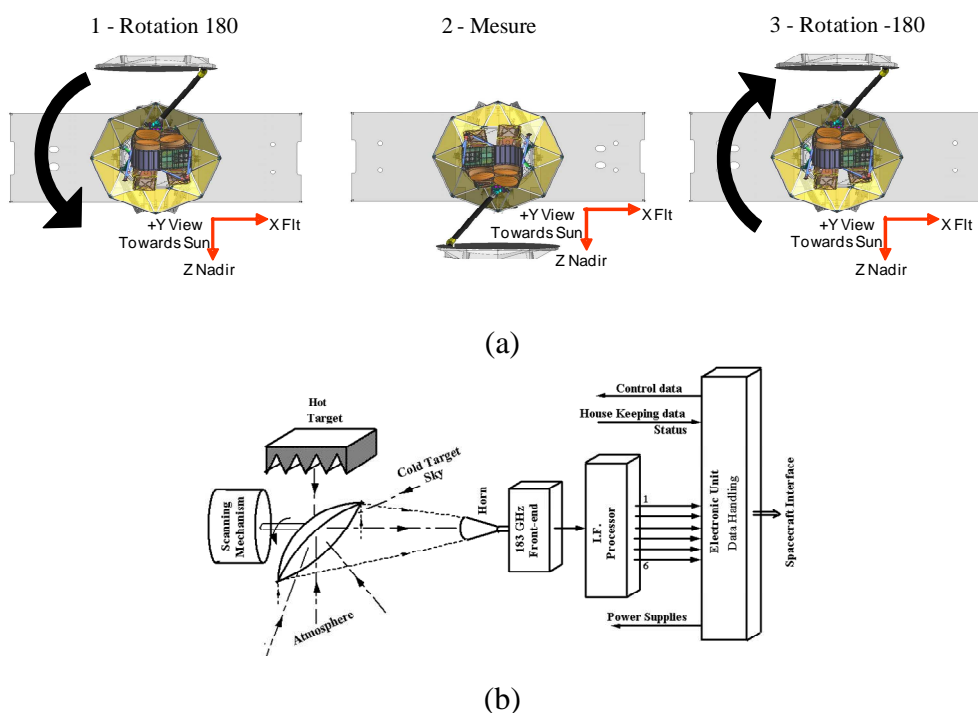 1 - Rotation 180
2 - Mesure
3 - Rotation -180
+Y View
Towards Sun
X Flt
Z Nadir
+Y View
Towards Sun
X Flt
Z Nadir
+Y View
Towards Sun
X Flt
Z Nadir
(a)
Hot
Target
Scanning
Mechanism
Cold Target
Sky
Horn
Atmosphere
183 GHz
Front-end
I.F.
Processor
1
6
Control data
House Keeping data
Status
Power Supplies
Electronic Unit
Data Handling
Spacecraft Interface
(b)